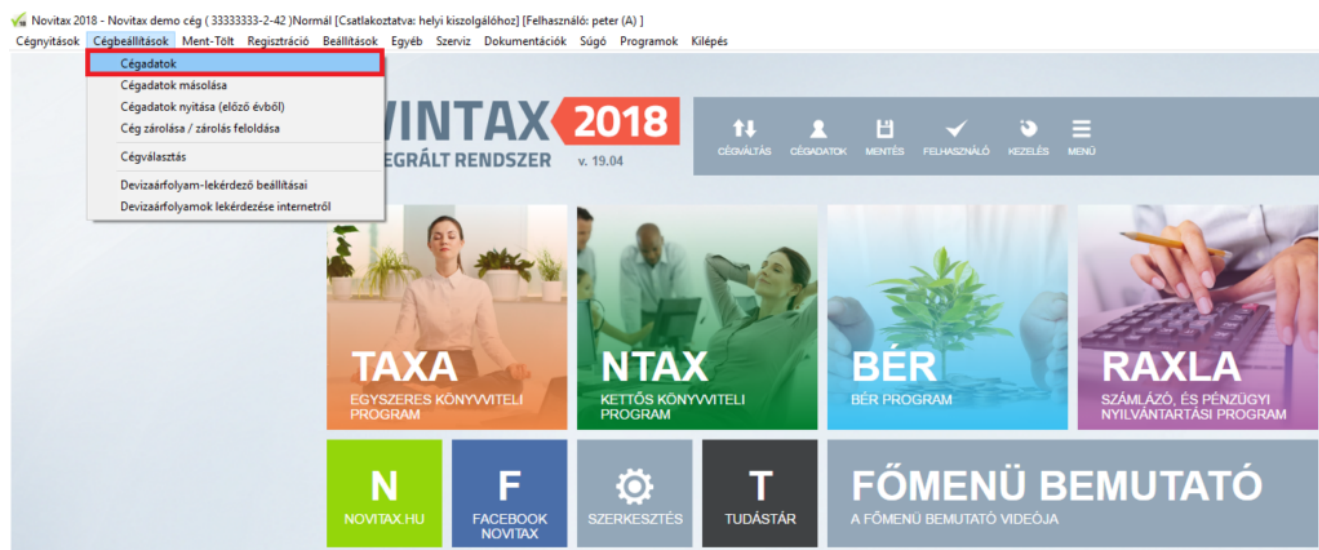 Novitax 2018 - Novitax demo cég ( 33333333-2-42 )Normál [Csatlakoztatva: helyi kiszolgálóhoz] [Felhasználó: peter (A) ]
Cégnyitások Cégbeállítások Ment-Tölt Regisztráció Beállítások Egyéb Szerviz Dokumentációk Súgó Programok Kilépés
Cégadatok
Cégadatok másolása
Cégadatok nyitása (előző évből)
Cég zárolása / zárolás feloldása
Cégválasztás
Devizaárfolyam-lekérdező beállításai
Devizaárfolyamok lekérdezése internetről
VINTAX 2018
EGRÁLT RENDSZER v. 19.04
CÉGVÁLTÁS CÉGADATOK MENTÉS FELHASZNÁLÓ KEZELÉS MENÜ
TAXA
EGYSZERES KÖNYVVITELI
PROGRAM
NTAX
KETTŐS KÖNYVVITELI
PROGRAM
BÉR
BÉR PROGRAM
RAXLA
SZÁMLÁZÓ, ÉS PÉNZÜGYI
NYILVÁNTARTÁSI PROGRAM
N
NOVITAX.HU
F
FACEBOOK
NOVITAX
SZERKESZTÉS
T
TUDÁSTÁR
FŐMENÜ BEMUTATÓ
A FŐMENÜ BEMUTATÓ VIDEÓJA